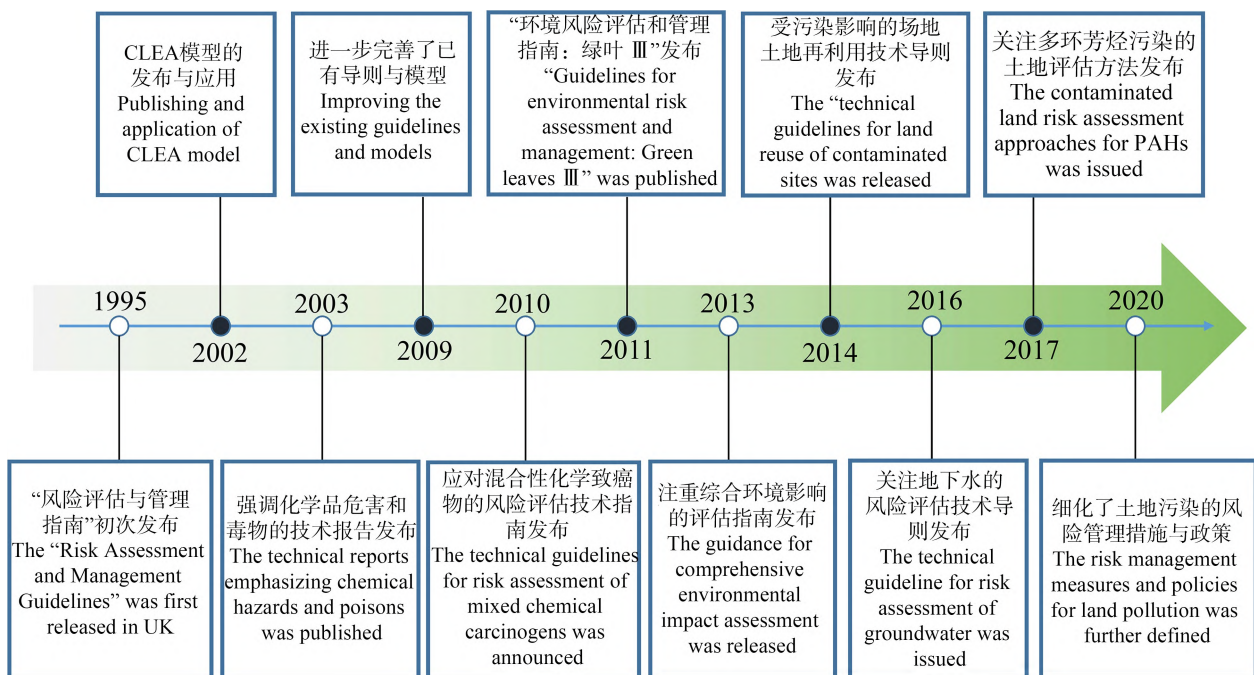 CLEA模型的
发布与应用
Publishing and
application of
CLEA model
进一步完善了已
有导则与模型
Improving the
existing guidelines
and models
“环境风险评估和管理
指南：绿叶 Ⅲ”发布
“Guidelines for
environmental risk
assessment and
management: Green
leaves Ⅲ” was published
受污染影响的场地
土地再利用技术导则
发布
The “technical
guidelines for land
reuse of contaminated
sites was released
关注多环芳烃污染的
土地评估方法发布
The contaminated
land risk assessment
approaches for PAHs
was issued
1995
2002
2003
2009
2010
2011
2013
2014
2016
2017
2020
“风险评估与管理
指南”初次发布
The “Risk Assessment
and Management
Guidelines” was first
released in UK
强调化学品危害和
毒物的技术报告发布
The technical reports
emphasizing chemical
hazards and poisons
was published
应对混合性化学致癌
物的风险评估技术指
南发布
The technical guidelines
for risk assessment of
mixed chemical
carcinogens was
announced
注重综合环境影响
的评估指南发布
The guidance for
comprehensive
environmental
impact assessment
was released
关注地下水的
风险评估技术导
则发布
The technical
guideline for risk
assessment of
groundwater was
issued
细化了土地污染的风
险管理措施与政策
The risk management
measures and policies
for land pollution was
further defined